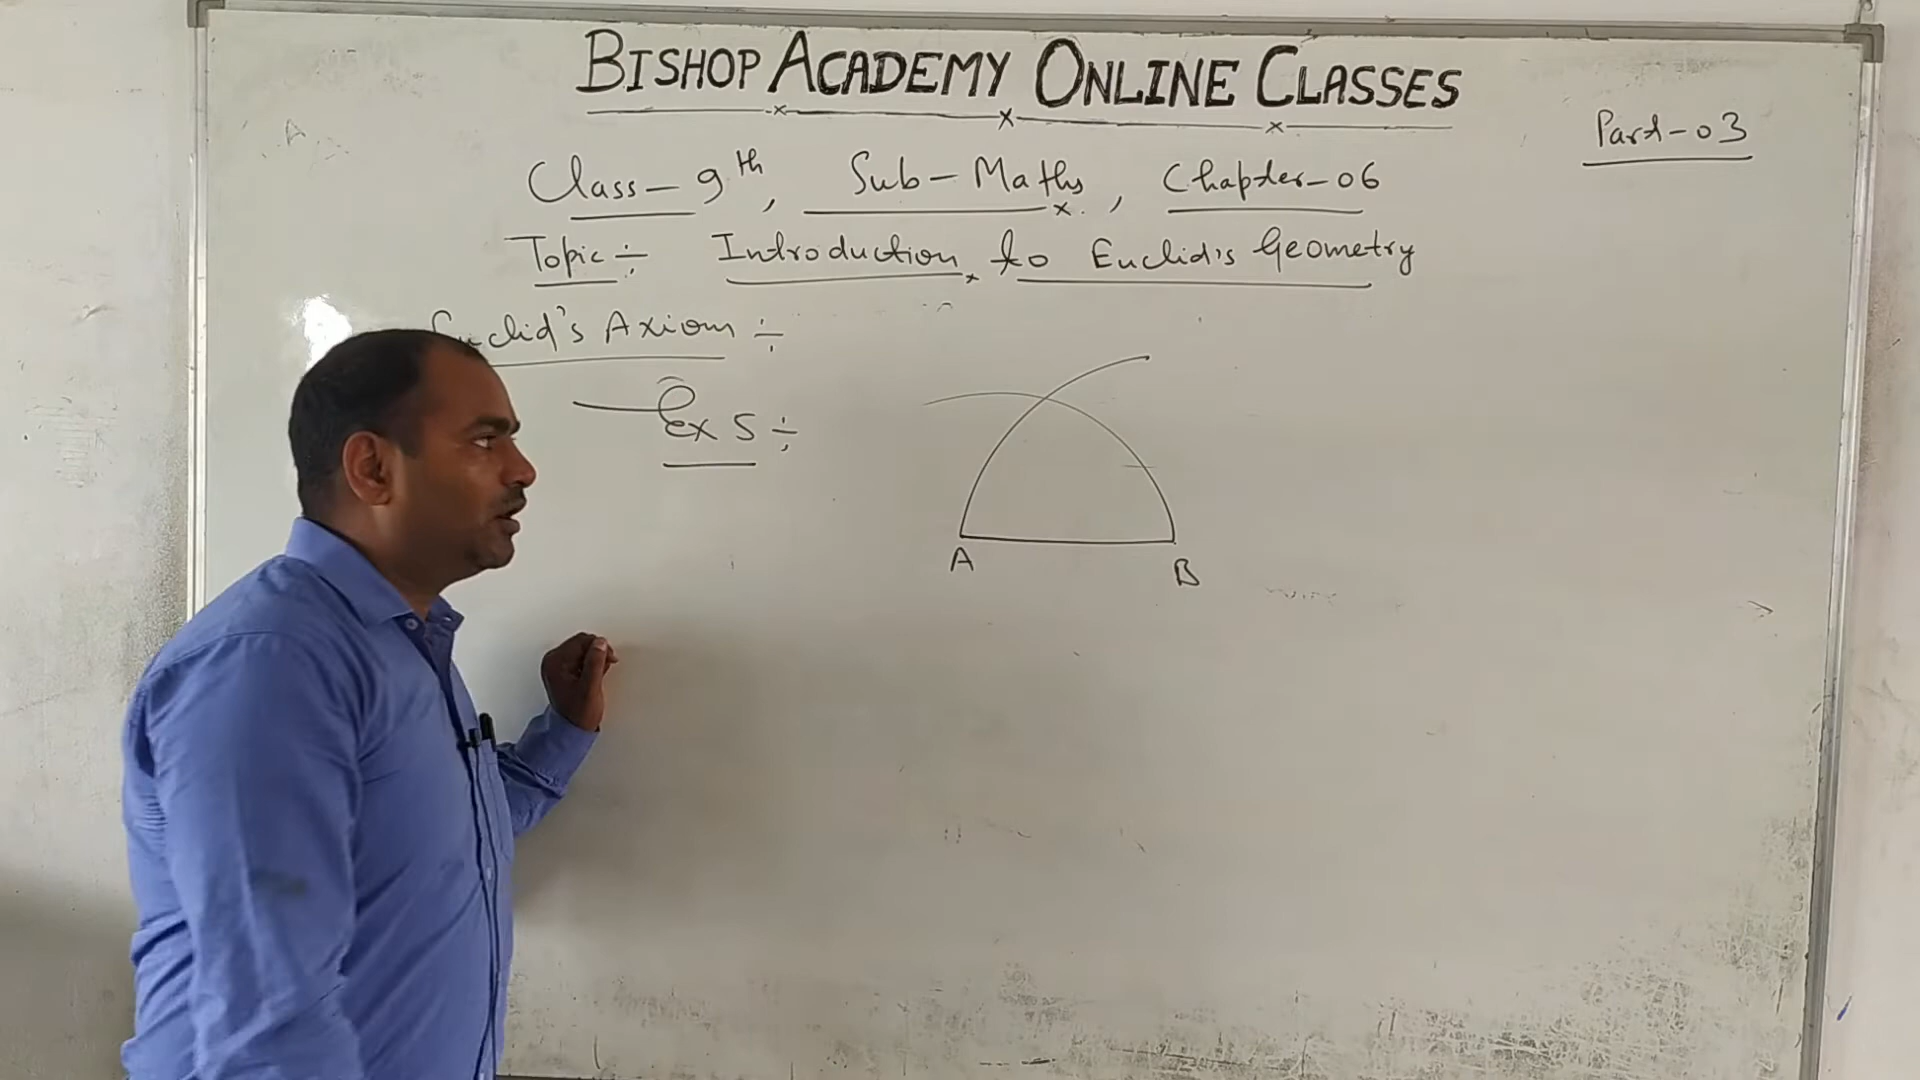 BISHOP ACADEMY ONLINE CLASSES
Part-03
Class-9th, Sub-Maths, Chapter-06
Topic÷ Introduction to Euclid's Geometry
Euclid's Axiom÷
Ex 5÷
A B